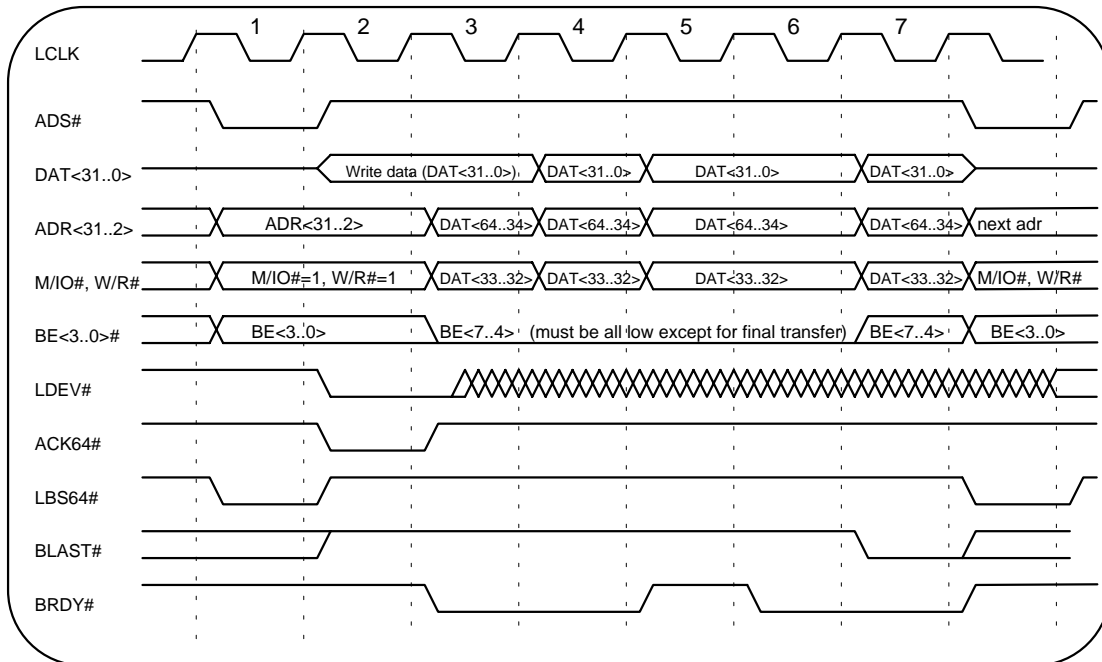 1 2 3 4 5 6 7
LCLK
ADS#
DAT<31..0> Write data (DAT<31..0>) DAT<31..0> DAT<31..0> DAT<31..0>
ADR<31..2> ADR<31..2> DAT<64..34> DAT<64..34> DAT<64..34> DAT<64..34> next adr
M/IO#, W/R# M/IO#=1, W/R#=1 DAT<33..32> DAT<33..32> DAT<33..32> DAT<33..32> M/IO#, W/R#
BE<3..0># BE<3..0> BE<7..4> (must be all low except for final transfer) BE<7..4> BE<3..0>
LDEV#
ACK64#
LBS64#
BLAST#
BRDY#